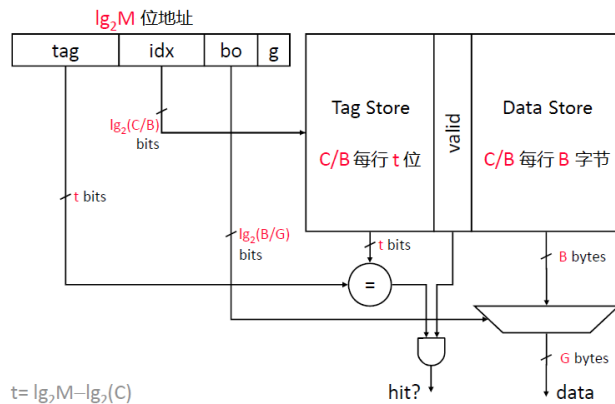 lg₂M 位地址
tag idx bo g
lg₂(C/B)
bits
Tag Store
C/B 每行 t 位
valid
Data Store
C/B 每行 B 字节
t bits
lg₂(B/G)
bits
t bits
B bytes
=
G bytes
t= lg₂M−lg₂(C)
hit?
data